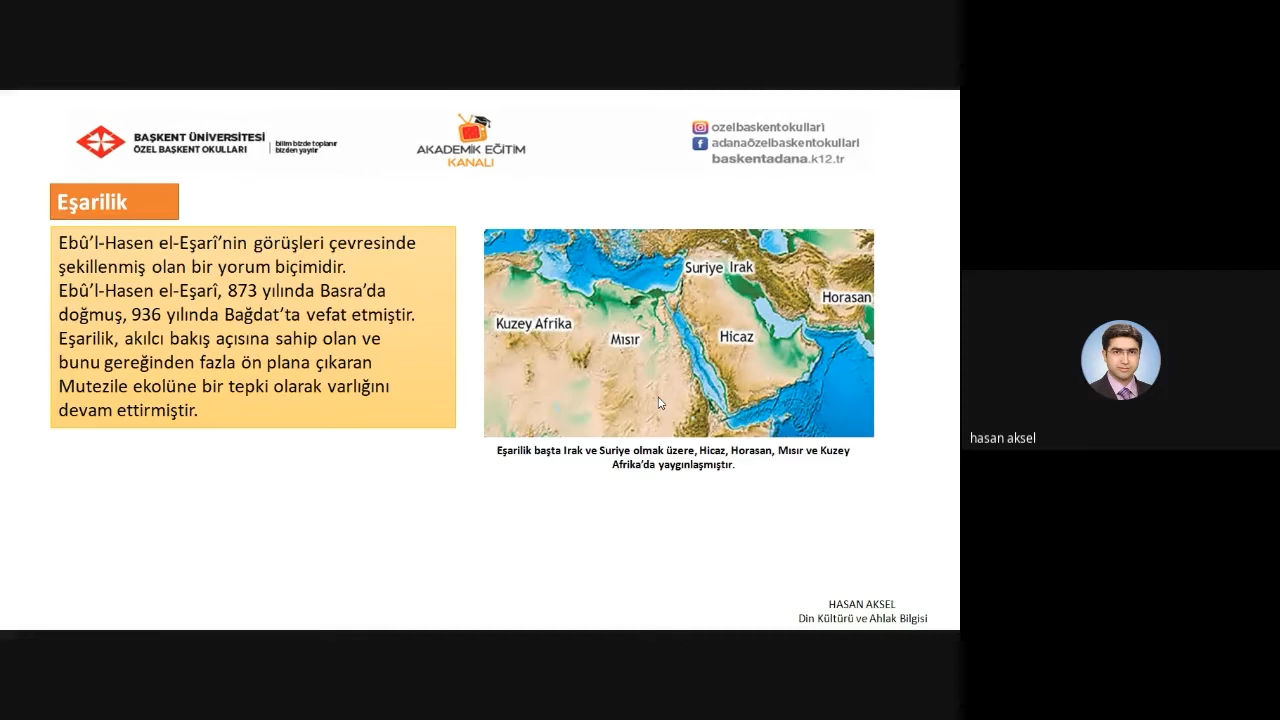 BAŞKENT ÜNİVERSİTESİ
ÖZEL BAŞKENT OKULLARI
bilim bizde toplanır
bizden yayılır
AKADEMİK EĞİTİM
KANALI
ozelbaskentokullari
adanaözelbaskentokullari
baskentadana.k12.tr
Eşarilik
Ebû’l-Hasen el-Eşarî’nin görüşleri çevresinde
şekillenmiş olan bir yorum biçimidir.
Ebû’l-Hasen el-Eşarî, 873 yılında Basra’da
doğmuş, 936 yılında Bağdat’ta vefat etmiştir.
Eşarilik, akılcı bakış açısına sahip olan ve
bunu gereğinden fazla ön plana çıkaran
Mutezile ekolüne bir tepki olarak varlığını
devam ettirmiştir.
Suriye Irak
Horasan
Kuzey Afrika
Mısır
Hicaz
Eşarilik başta Irak ve Suriye olmak üzere, Hicaz, Horasan, Mısır ve Kuzey
Afrika’da yaygınlaşmıştır.
hasan aksel
HASAN AKSEL
Din Kültürü ve Ahlak Bilgisi